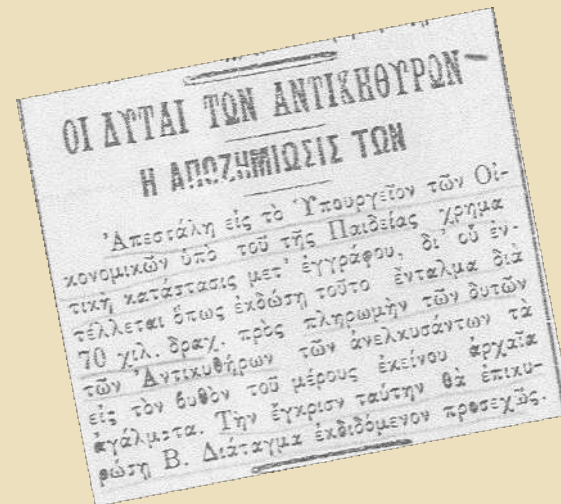 ΟΙ ΔΥΤΑΙ ΤΩΝ ΑΝΤΙΚΗΘΥΡΩΝ
Η ΑΠΟΖΗΜΙΩΣΙΣ ΤΩΝ
Ἀπεστάλη εἰς τὸ Ὑπουργεῖον τῶν Οἰ-
κονομικῶν ὑπὸ τοῦ τῆς Παιδείας χρημα
τικὴ κατάστασις μετ' ἐγγράφου, δι' οὗ ἐν-
τέλλεται ὅπως ἐκδώσῃ τοῦτο ἔνταλμα διὰ
70 χιλ. δραχ. πρὸς πληρωμὴν τῶν δυτῶν
τῶν Ἀντικυθήρων τῶν ἀνελκυσάντων τὰ
εἰς τὸν βυθὸν τοῦ μέρους ἐκείνου ἀρχαῖα
ἀγάλματα. Τὴν ἔγκρισιν ταύτην θὰ ἐπικυ-
ρώσῃ Β. Διάταγμα ἐκδιδόμενον προσεχῶς.